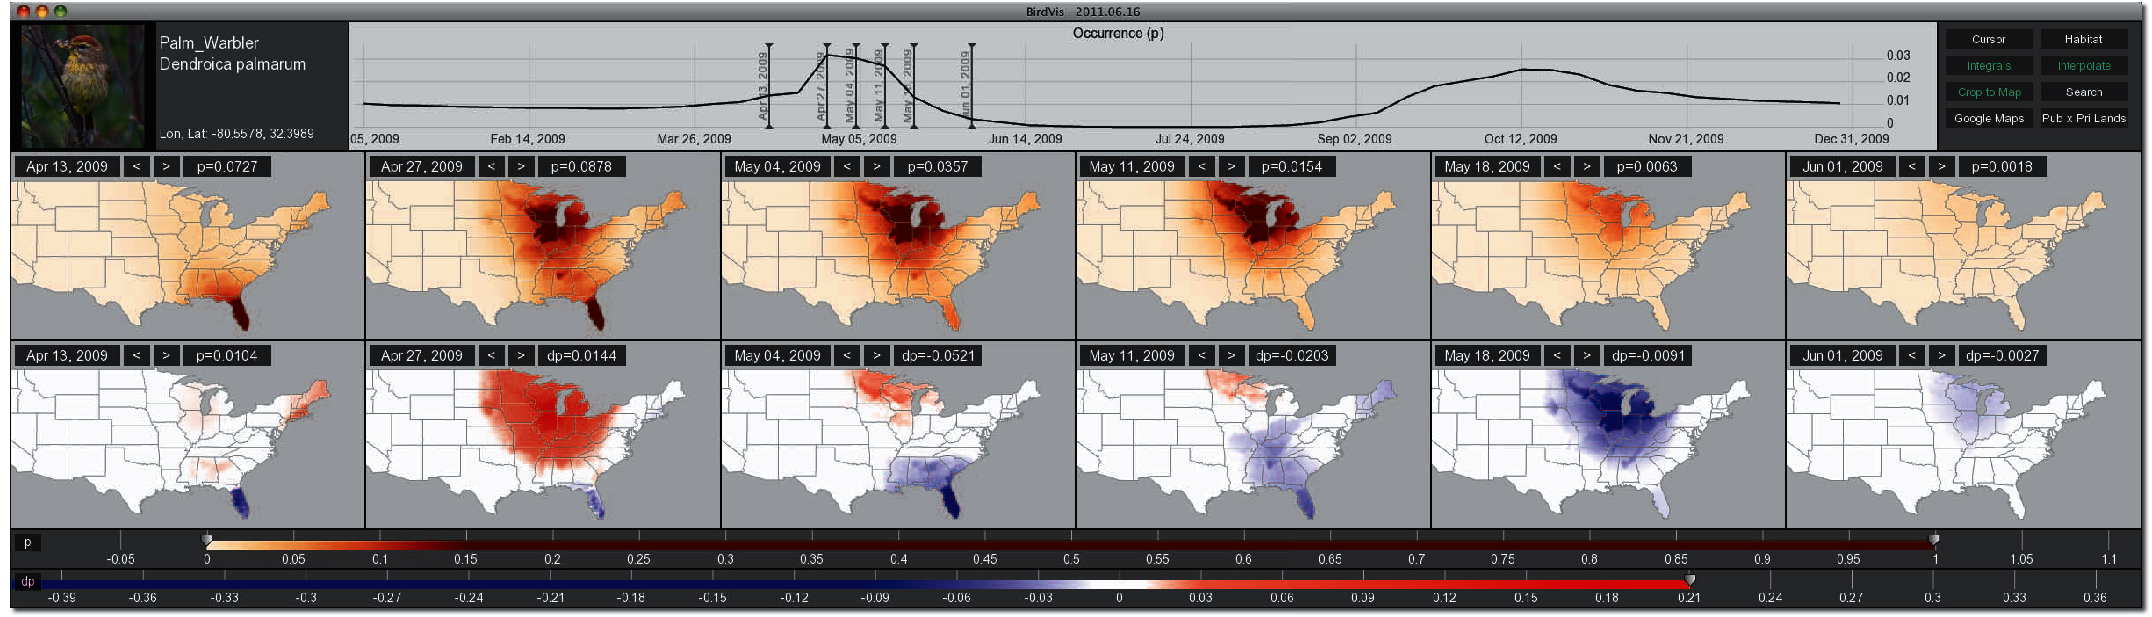 BirdVis 2011.06.16
Palm_Warbler
Dendroica palmarum
Lon, Lat: -80.5578, 32.3989
Occurrence (p)
Apr 13, 2009
Apr 27, 2009
May 04, 2009
May 11, 2009
2009
Jun 01, 2009
0.03
0.02
0.01
0
05, 2009 Feb 14, 2009 Mar 26, 2009 May 05, 2009 Jun 14, 2009 Jul 24, 2009 Sep 02, 2009 Oct 12, 2009 Nov 21, 2009 Dec 31, 2009
Cursor Habitat
Integrals Interpolate
Crop to Map Search
Google Maps Pub x Pri Lands
Apr 13, 2009 < > p=0.0727 Apr 27, 2009 < > p=0.0878 May 04, 2009 < > p=0.0357 May 11, 2009 < > p=0.0154 May 18, 2009 < > p=0.0063 Jun 01, 2009 < > p=0.0018
Apr 13, 2009 < > p=0.0104 Apr 27, 2009 < > dp=0.0144 May 04, 2009 < > dp=-0.0521 May 11, 2009 < > dp=-0.0203 May 18, 2009 < > dp=-0.0091 Jun 01, 2009 < > dp=-0.0027
p
-0.05 0 0.05 0.1 0.15 0.2 0.25 0.3 0.35 0.4 0.45 0.5 0.55 0.6 0.65 0.7 0.75 0.8 0.85 0.9 0.95 1 1.05 1.1
dp
-0.39 -0.36 -0.33 -0.3 -0.27 -0.24 -0.21 -0.18 -0.15 -0.12 -0.09 -0.06 -0.03 0 0.03 0.06 0.09 0.12 0.15 0.18 0.21 0.24 0.27 0.3 0.33 0.36